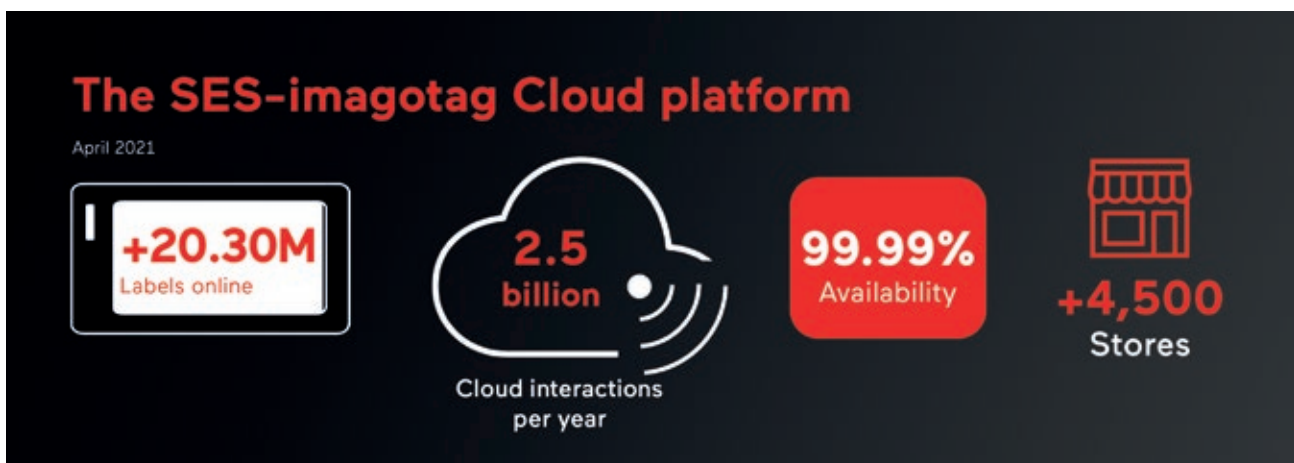 The SES-imagotag Cloud platform
April 2021
+20.30M
Labels online
2.5
billion
Cloud interactions
per year
99.99%
Availability
+4,500
Stores